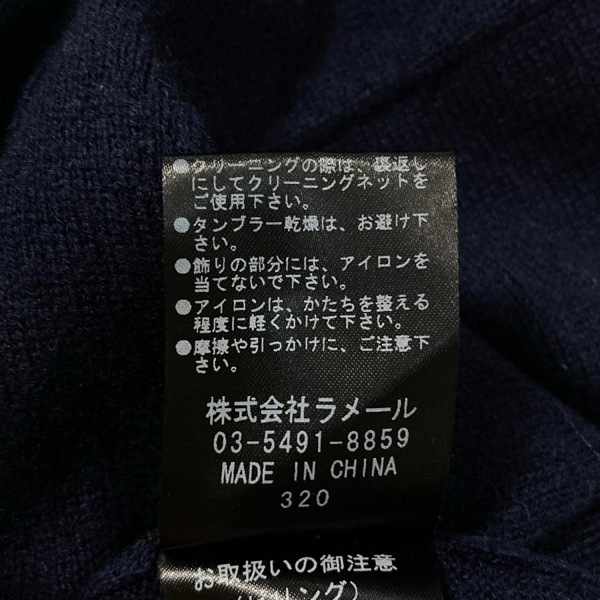 ●クリーニングの際は、裏返し
にしてクリーニングネットを
ご使用下さい。
●タンブラー乾燥は、お避け下
さい。
●飾りの部分には、アイロンを
当てないで下さい。
●アイロンは、かたちを整える
程度に軽くかけて下さい。
●摩擦や引っかけに、ご注意下
さい。
株式会社ラメール
03-5491-8859
MADE IN CHINA
320
お取扱いの御注意